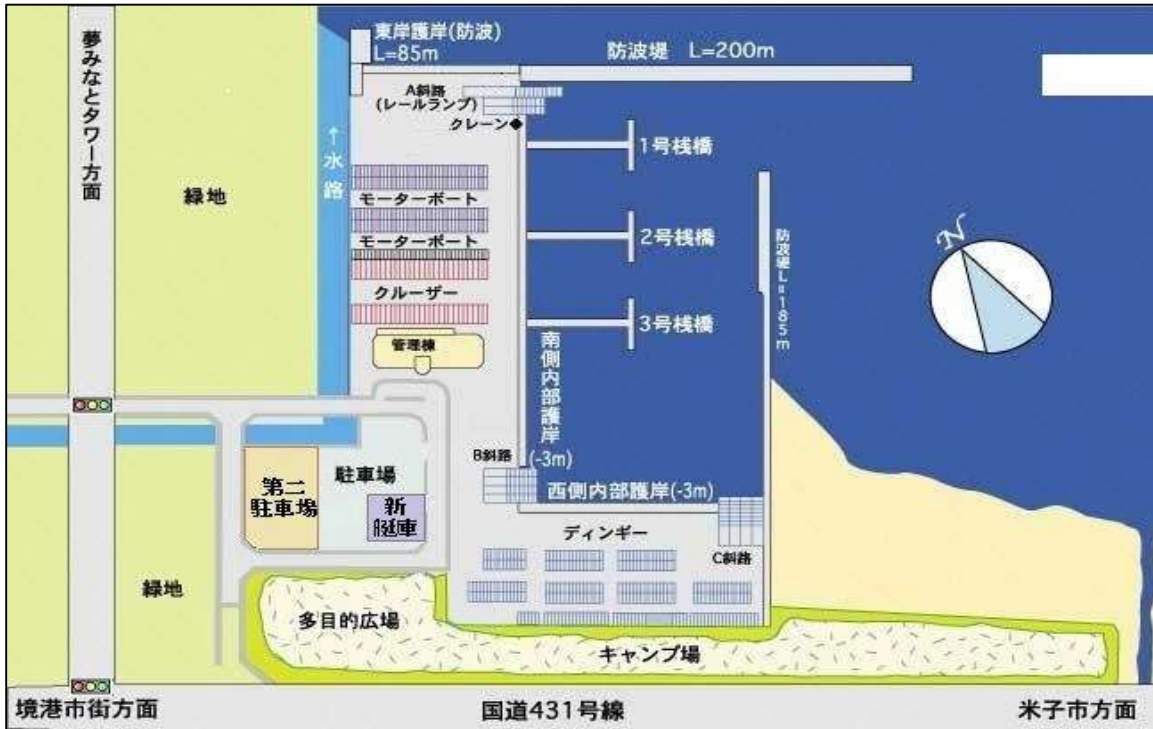 夢みなとタワー方面
東岸護岸(防波)
L=85m
防波堤 L=200m
A斜路
(レールランプ)
クレーン◆
1号桟橋
↑水路
緑地
モーターボート
2号桟橋
モーターボート
N
防波堤L=185m
クルーザー
3号桟橋
管理棟
南側内部護岸
(-3m)
B斜路
西側内部護岸(-3m)
駐車場
第二
駐車場
新
艇庫
ディンギー
C斜路
緑地
多目的広場
キャンプ場
境港市街方面
国道431号線
米子市方面